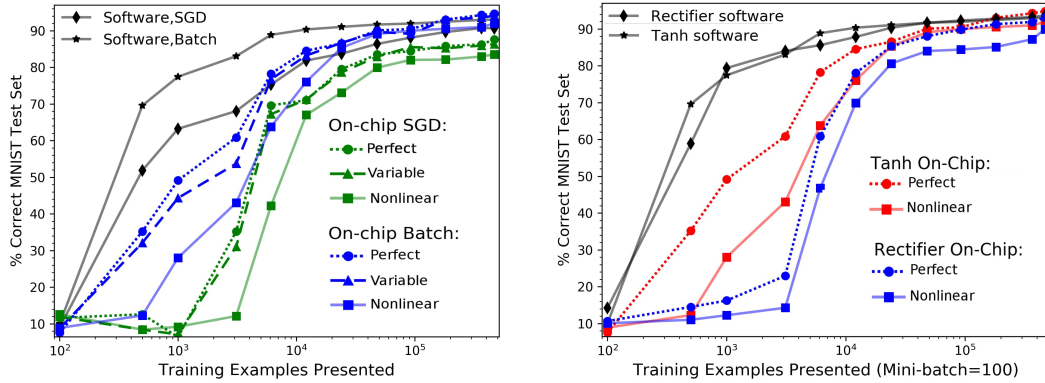 Software,SGD
Software,Batch
90
80
70
60
50
40
30
20
10
% Correct MNIST Test Set
On-chip SGD:
Perfect
Variable
Nonlinear
On-chip Batch:
Perfect
Variable
Nonlinear
10² 10³ 10⁴ 10⁵
Training Examples Presented
Rectifier software
Tanh software
90
80
70
60
50
40
30
20
10
% Correct MNIST Test Set
Tanh On-Chip:
Perfect
Nonlinear
Rectifier On-Chip:
Perfect
Nonlinear
10² 10³ 10⁴ 10⁵
Training Examples Presented (Mini-batch=100)